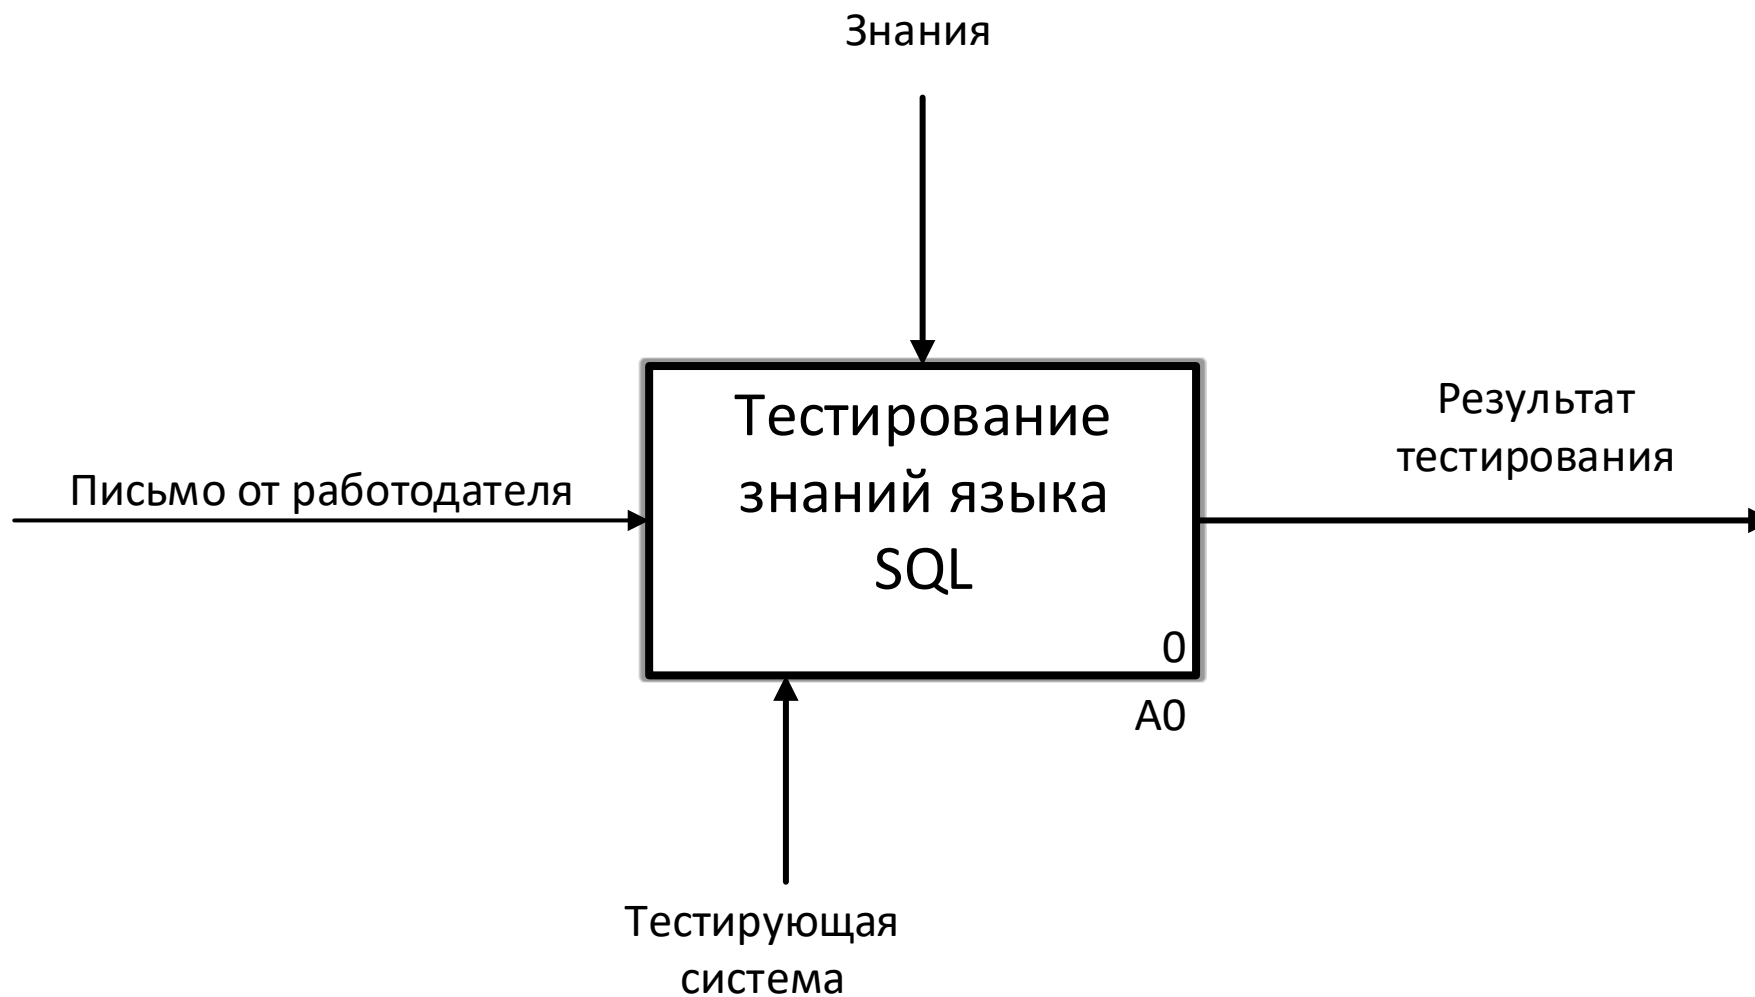 Знания
Тестирование
знаний языка
SQL
0
A0
Письмо от работодателя
Результат
тестирования
Тестирующая
система